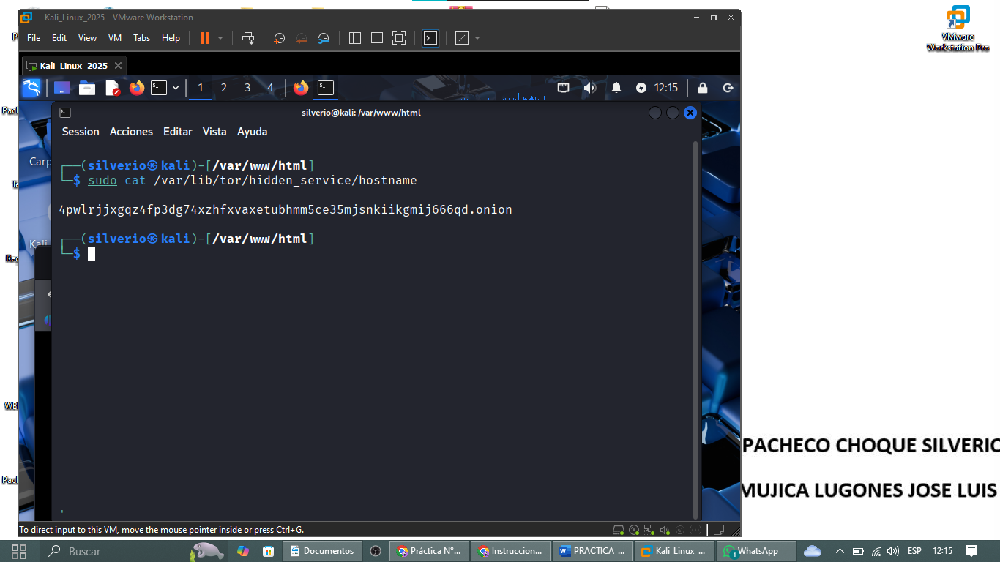 Kali_Linux_2025 - VMware Workstation
File Edit View VM Tabs Help
Kali_Linux_2025
1 2 3 4
12:15
silverio@kali: /var/www/html
Session Acciones Editar Vista Ayuda
(silverio㉿kali)-[/var/www/html]
$ sudo cat /var/lib/tor/hidden_service/hostname
4pwlrjjxgqz4fp3dg74xzhfxvaxetubhmm5ce35mjsnkiikgmij666qd.onion
(silverio㉿kali)-[/var/www/html]
$
Carp
Kali
VMware
Workstation Pro
PACHECO CHOQUE SILVERIO
MUJICA LUGONES JOSE LUIS
To direct input to this VM, move the mouse pointer inside or press Ctrl+G.
Buscar
Documentos
Práctica N°...
Instruccion...
PRACTICA_...
Kali_Linux_...
1
WhatsApp
ESP
12:15